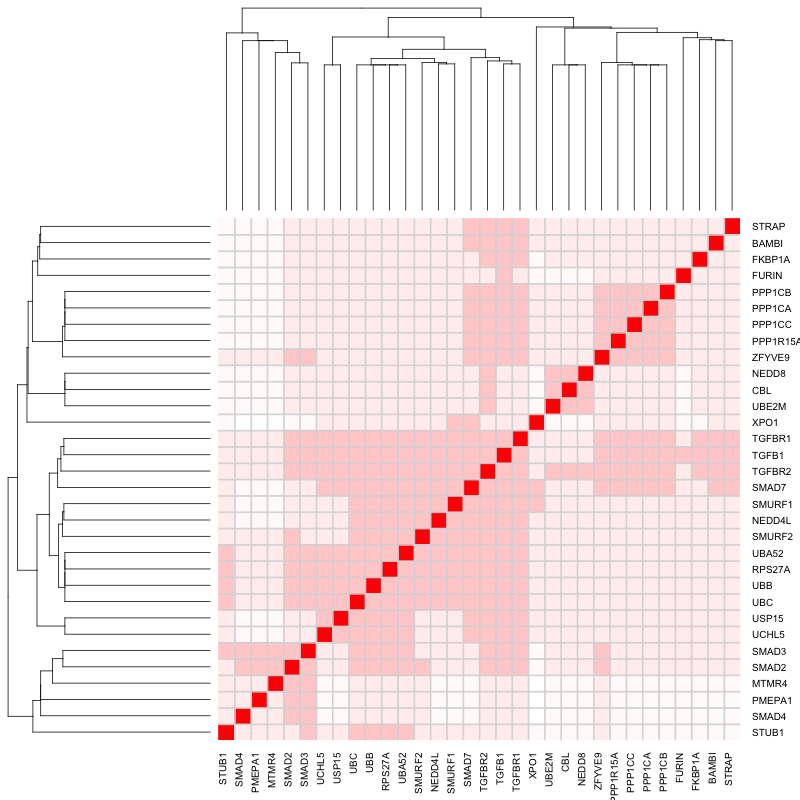 STRAP
BAMBI
FKBP1A
FURIN
PPP1CB
PPP1CA
PPP1CC
PPP1R15A
ZFYVE9
NEDD8
CBL
UBE2M
XPO1
TGFBR1
TGFB1
TGFBR2
SMAD7
SMURF1
NEDD4L
SMURF2
UBA52
RPS27A
UBB
UBC
USP15
UCHL5
SMAD3
SMAD2
MTMR4
PMEPA1
SMAD4
STUB1
STUB1
SMAD4
PMEPA1
MTMR4
SMAD2
SMAD3
UCHL5
USP15
UBC
UBB
RPS27A
UBA52
SMURF2
NEDD4L
SMURF1
SMAD7
TGFBR2
TGFB1
TGFBR1
XPO1
UBE2M
CBL
NEDD8
ZFYVE9
PPP1R15A
PPP1CC
PPP1CA
PPP1CB
FURIN
FKBP1A
BAMBI
STRAP